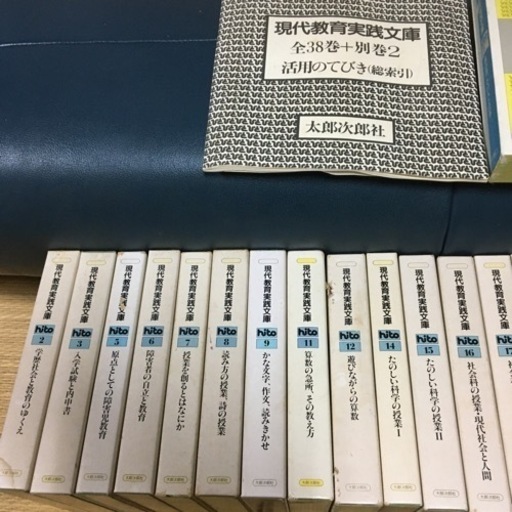 現代教育実践文庫
全38巻+別巻2
活用のてびき(総索引)
太郎次郎社
現代教育実践文庫
hito
2
学歴社会と教育のゆくえ
現代教育実践文庫
hito
3
入学試験と内申書
現代教育実践文庫
hito
5
原点としての障害児教育
現代教育実践文庫
hito
6
障害者の自立と教育
現代教育実践文庫
hito
7
授業を創るとはなにか
現代教育実践文庫
hito
8
読み方の授業、詩の授業
現代教育実践文庫
hito
9
かな文字、作文、読みきかせ
現代教育実践文庫
hito
11
算数の急所、その教え方
現代教育実践文庫
hito
12
遊びながらの算数
現代教育実践文庫
hito
14
たのしい科学の授業I
現代教育実践文庫
hito
15
たのしい科学の授業II
現代教育実践文庫
hito
16
社会科の授業・現代社会と人間
現代教育実践文庫
hito
17